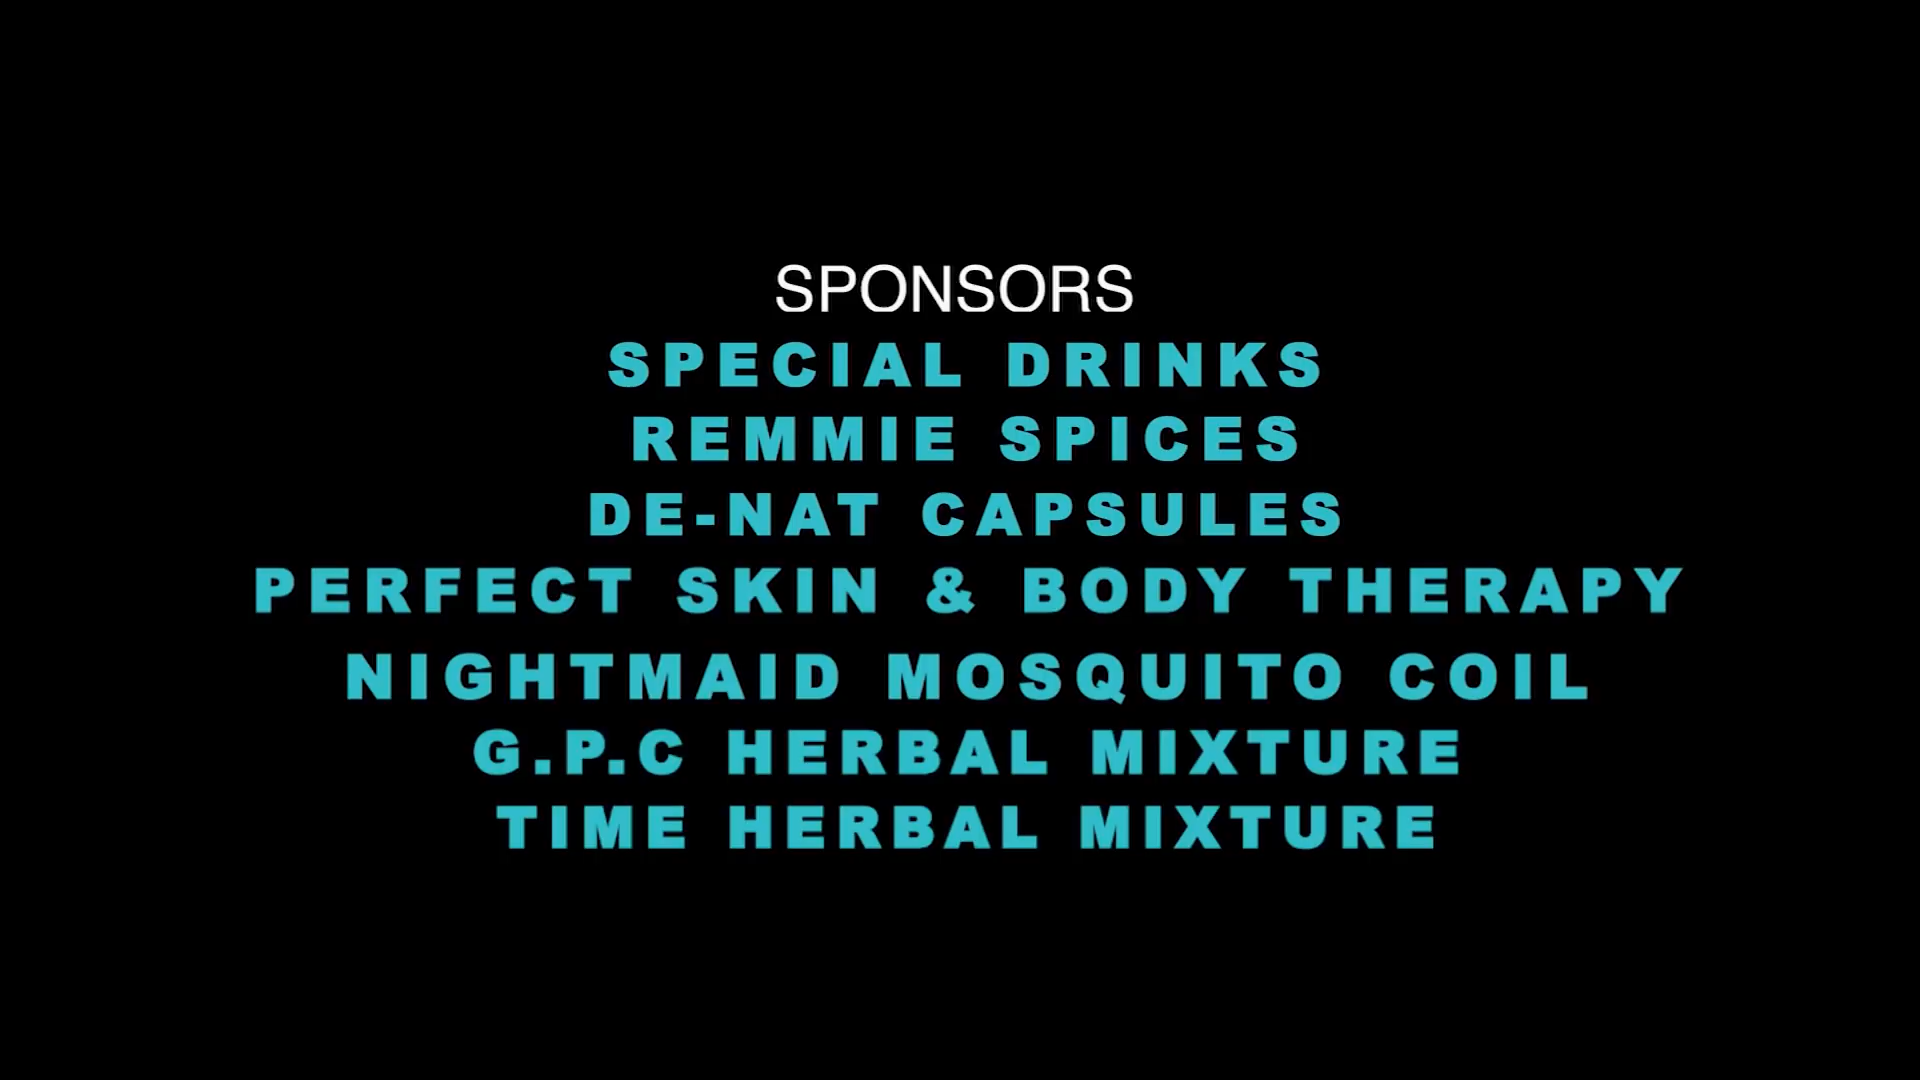 SPONSORS
SPECIAL DRINKS
REMMIE SPICES
DE-NAT CAPSULES
PERFECT SKIN & BODY THERAPY
NIGHTMAID MOSQUITO COIL
G.P.C HERBAL MIXTURE
TIME HERBAL MIXTURE